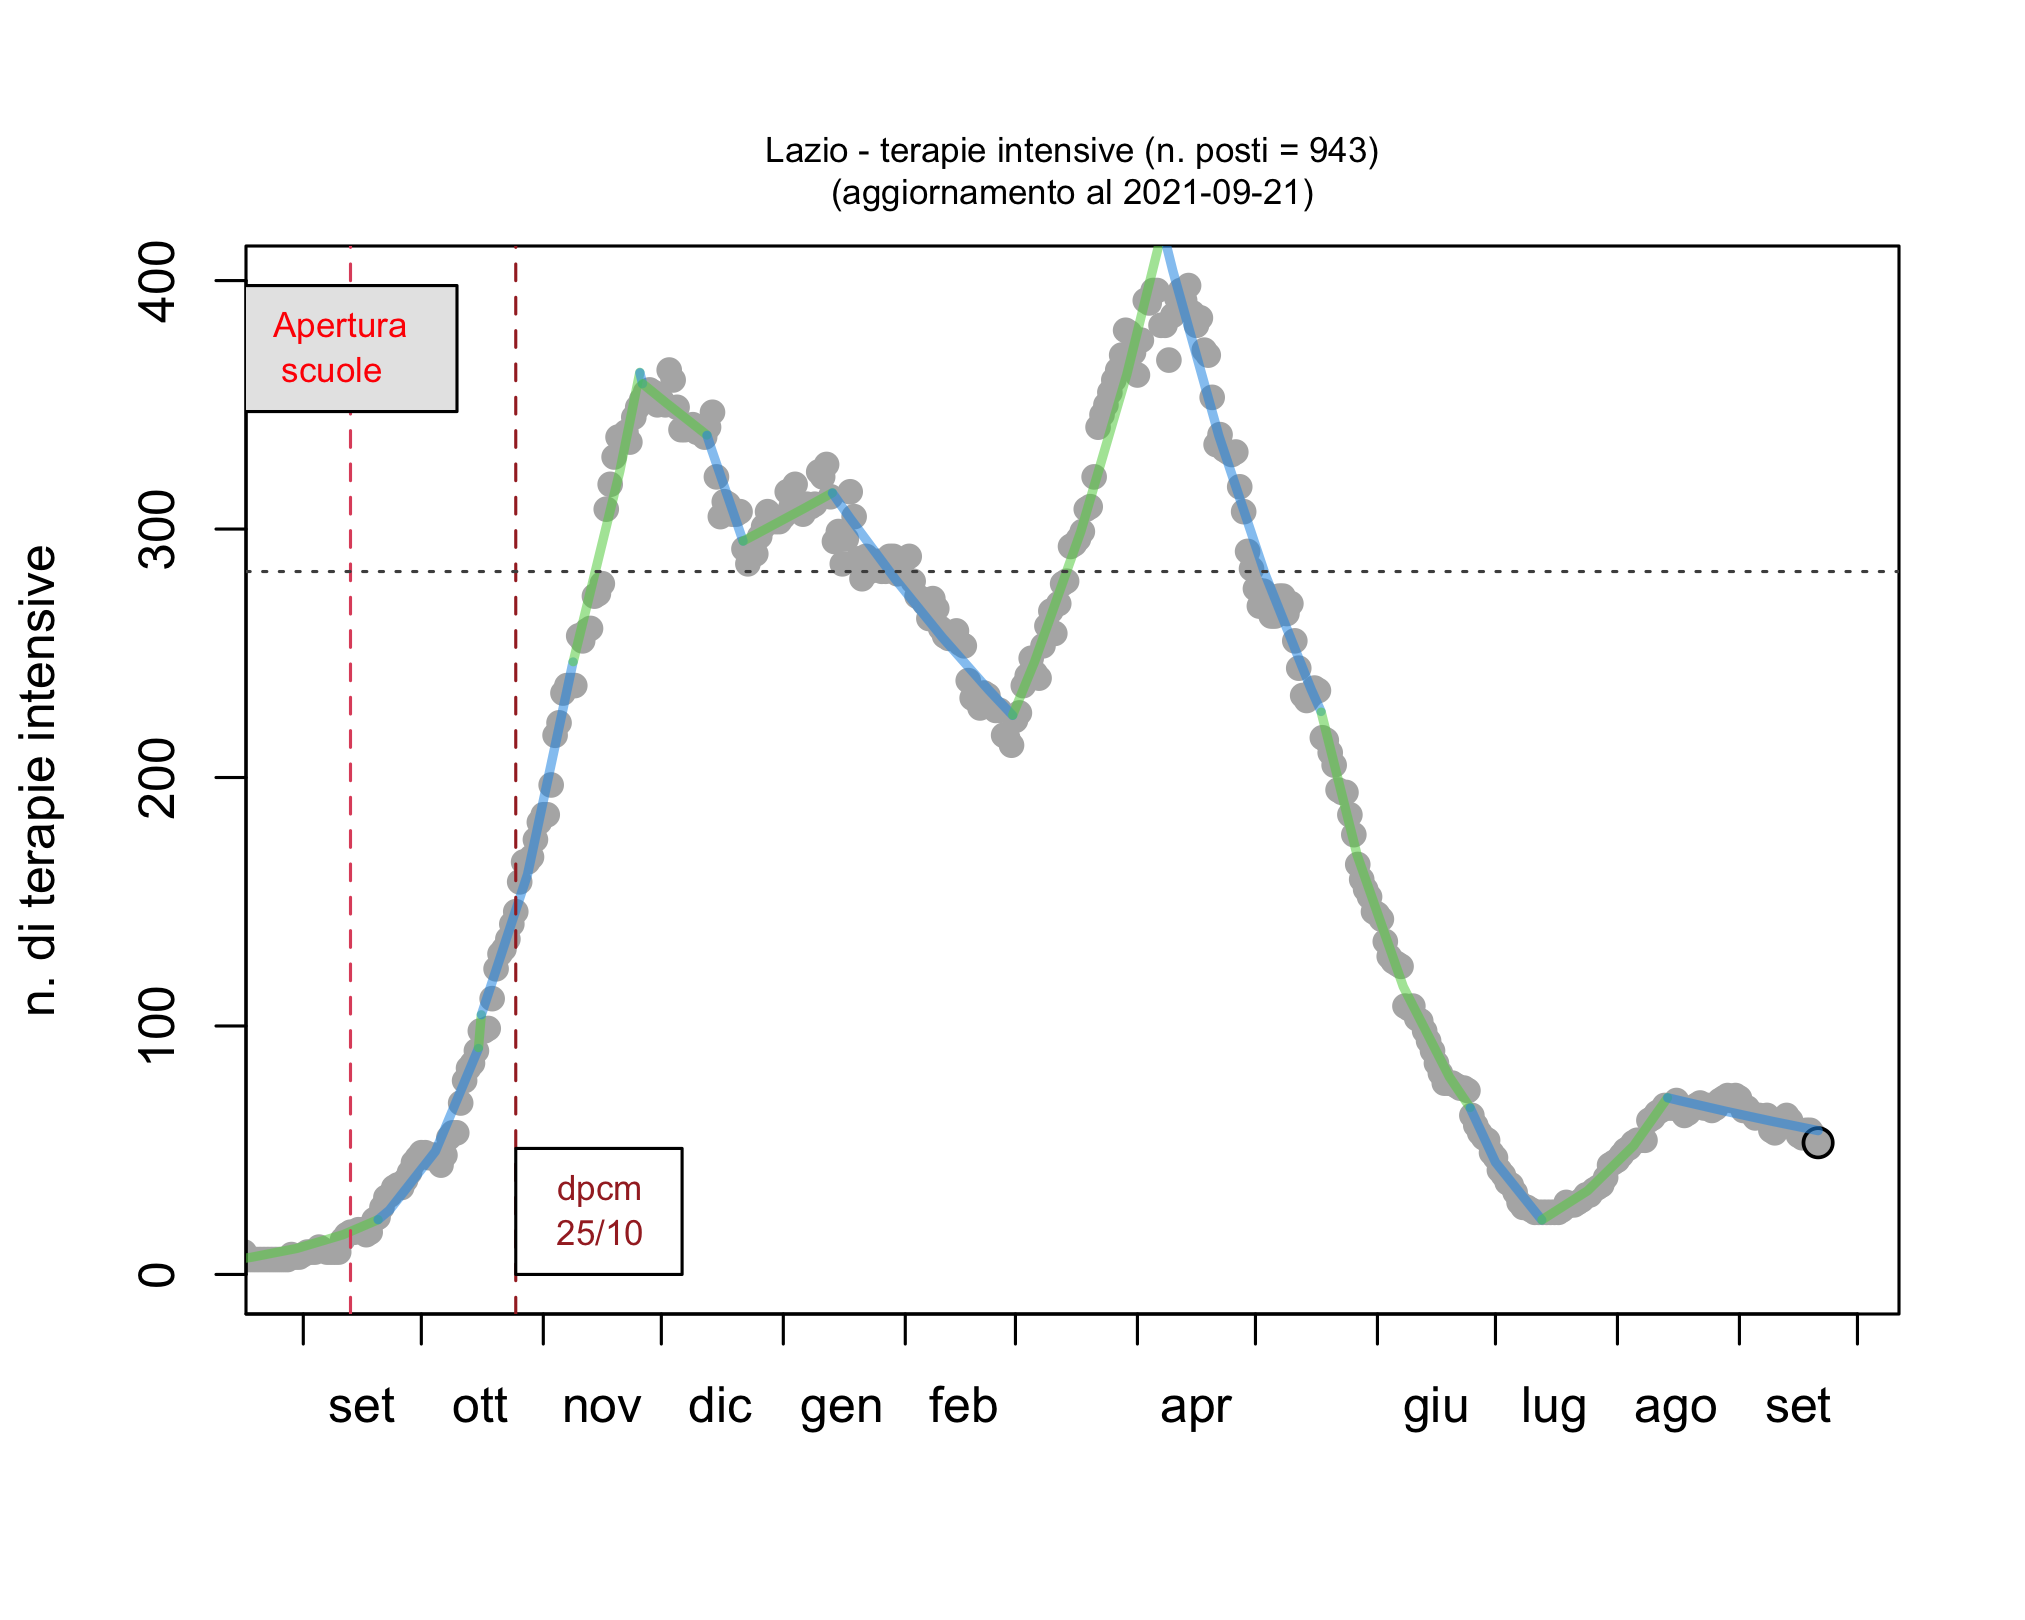 Lazio - terapie intensive (n. posti = 943)
(aggiornamento al 2021-09-21)
n. di terapie intensive
400
300
200
100
0
Apertura
scuole
dpcm
25/10
set ott nov dic gen feb apr giu lug ago set